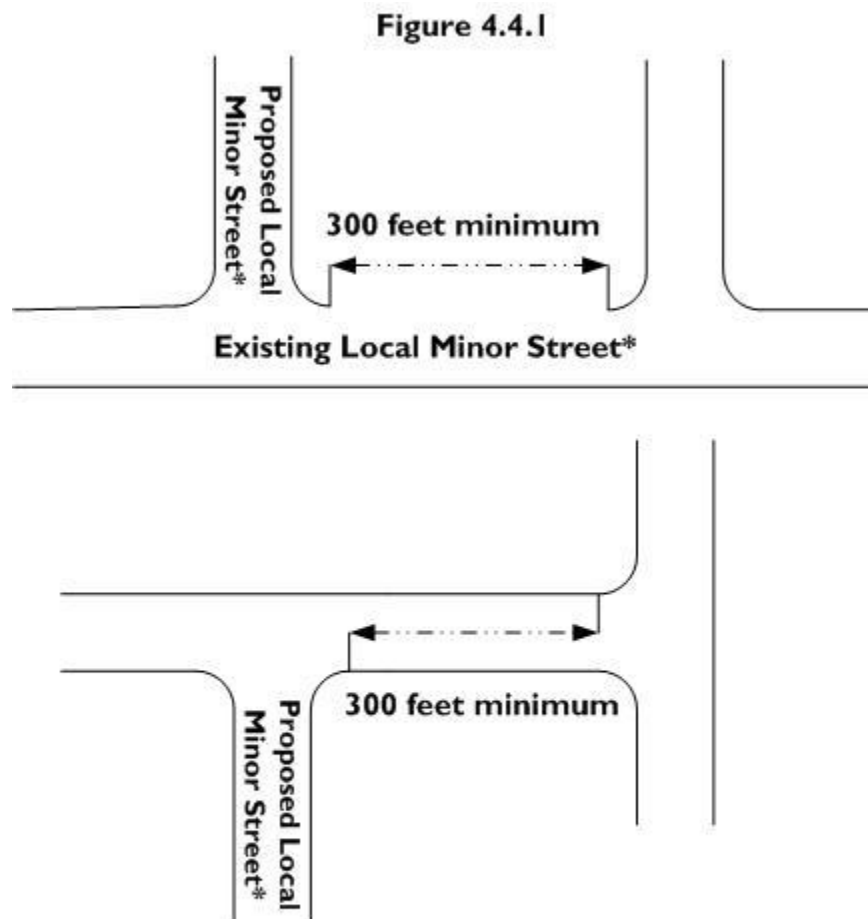 Figure 4.4.1
Proposed Local
Minor Street*
300 feet minimum
Existing Local Minor Street*
300 feet minimum
Proposed Local
Minor Street*